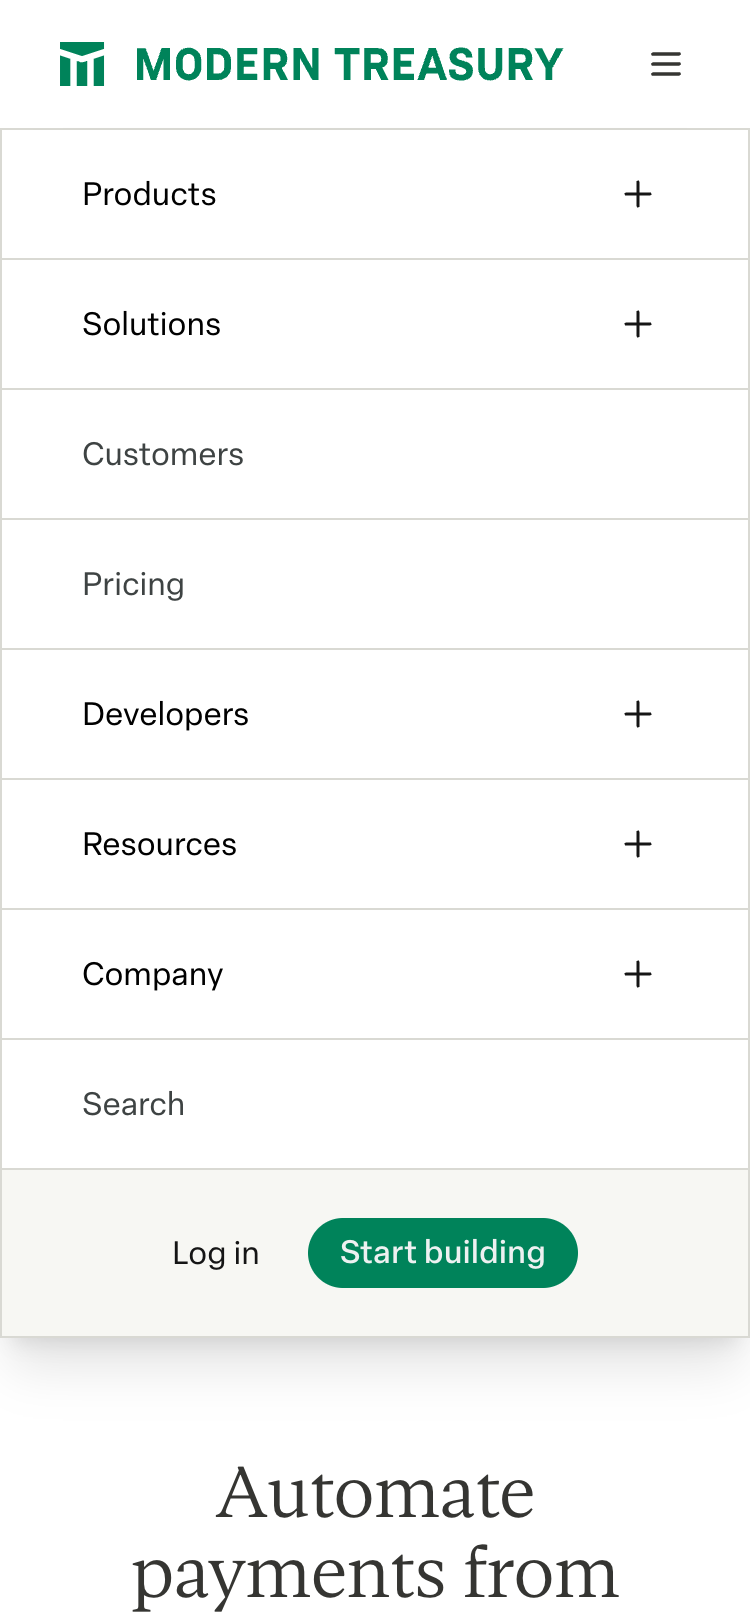 MODERN TREASURY
Products
Solutions
Customers
Pricing
Developers
Resources
Company
Search
Log in
Start building
Automate
payments from